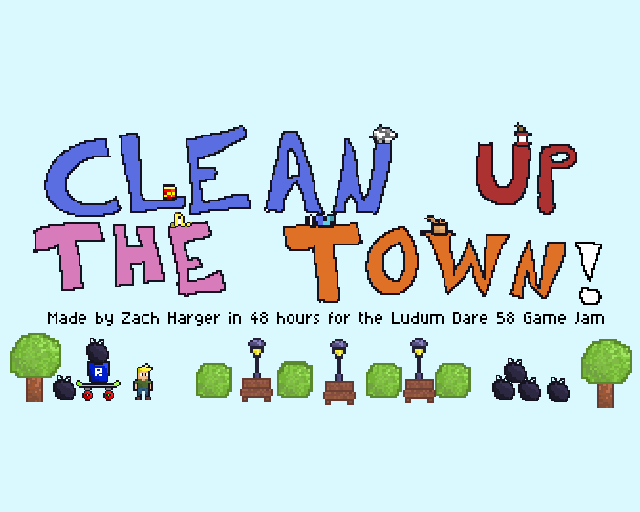 CLEAN UP
THE TOWN!
Made by Zach Harger in 48 hours for the Ludum Dare 58 Game Jam
R